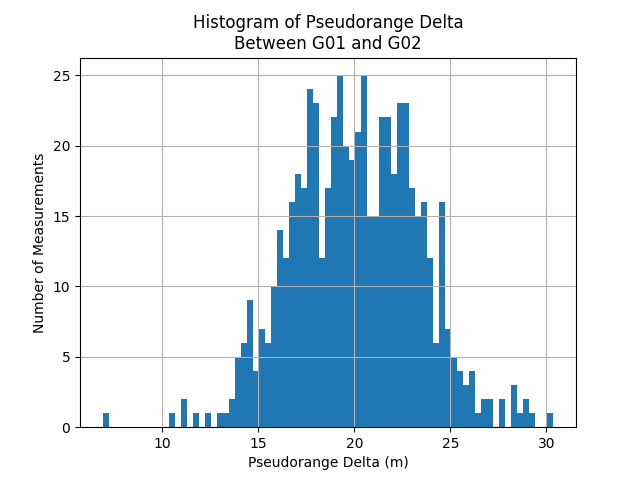 Histogram of Pseudorange Delta
Between G01 and G02
Number of Measurements
25
20
15
10
5
0
10 15 20 25 30
Pseudorange Delta (m)